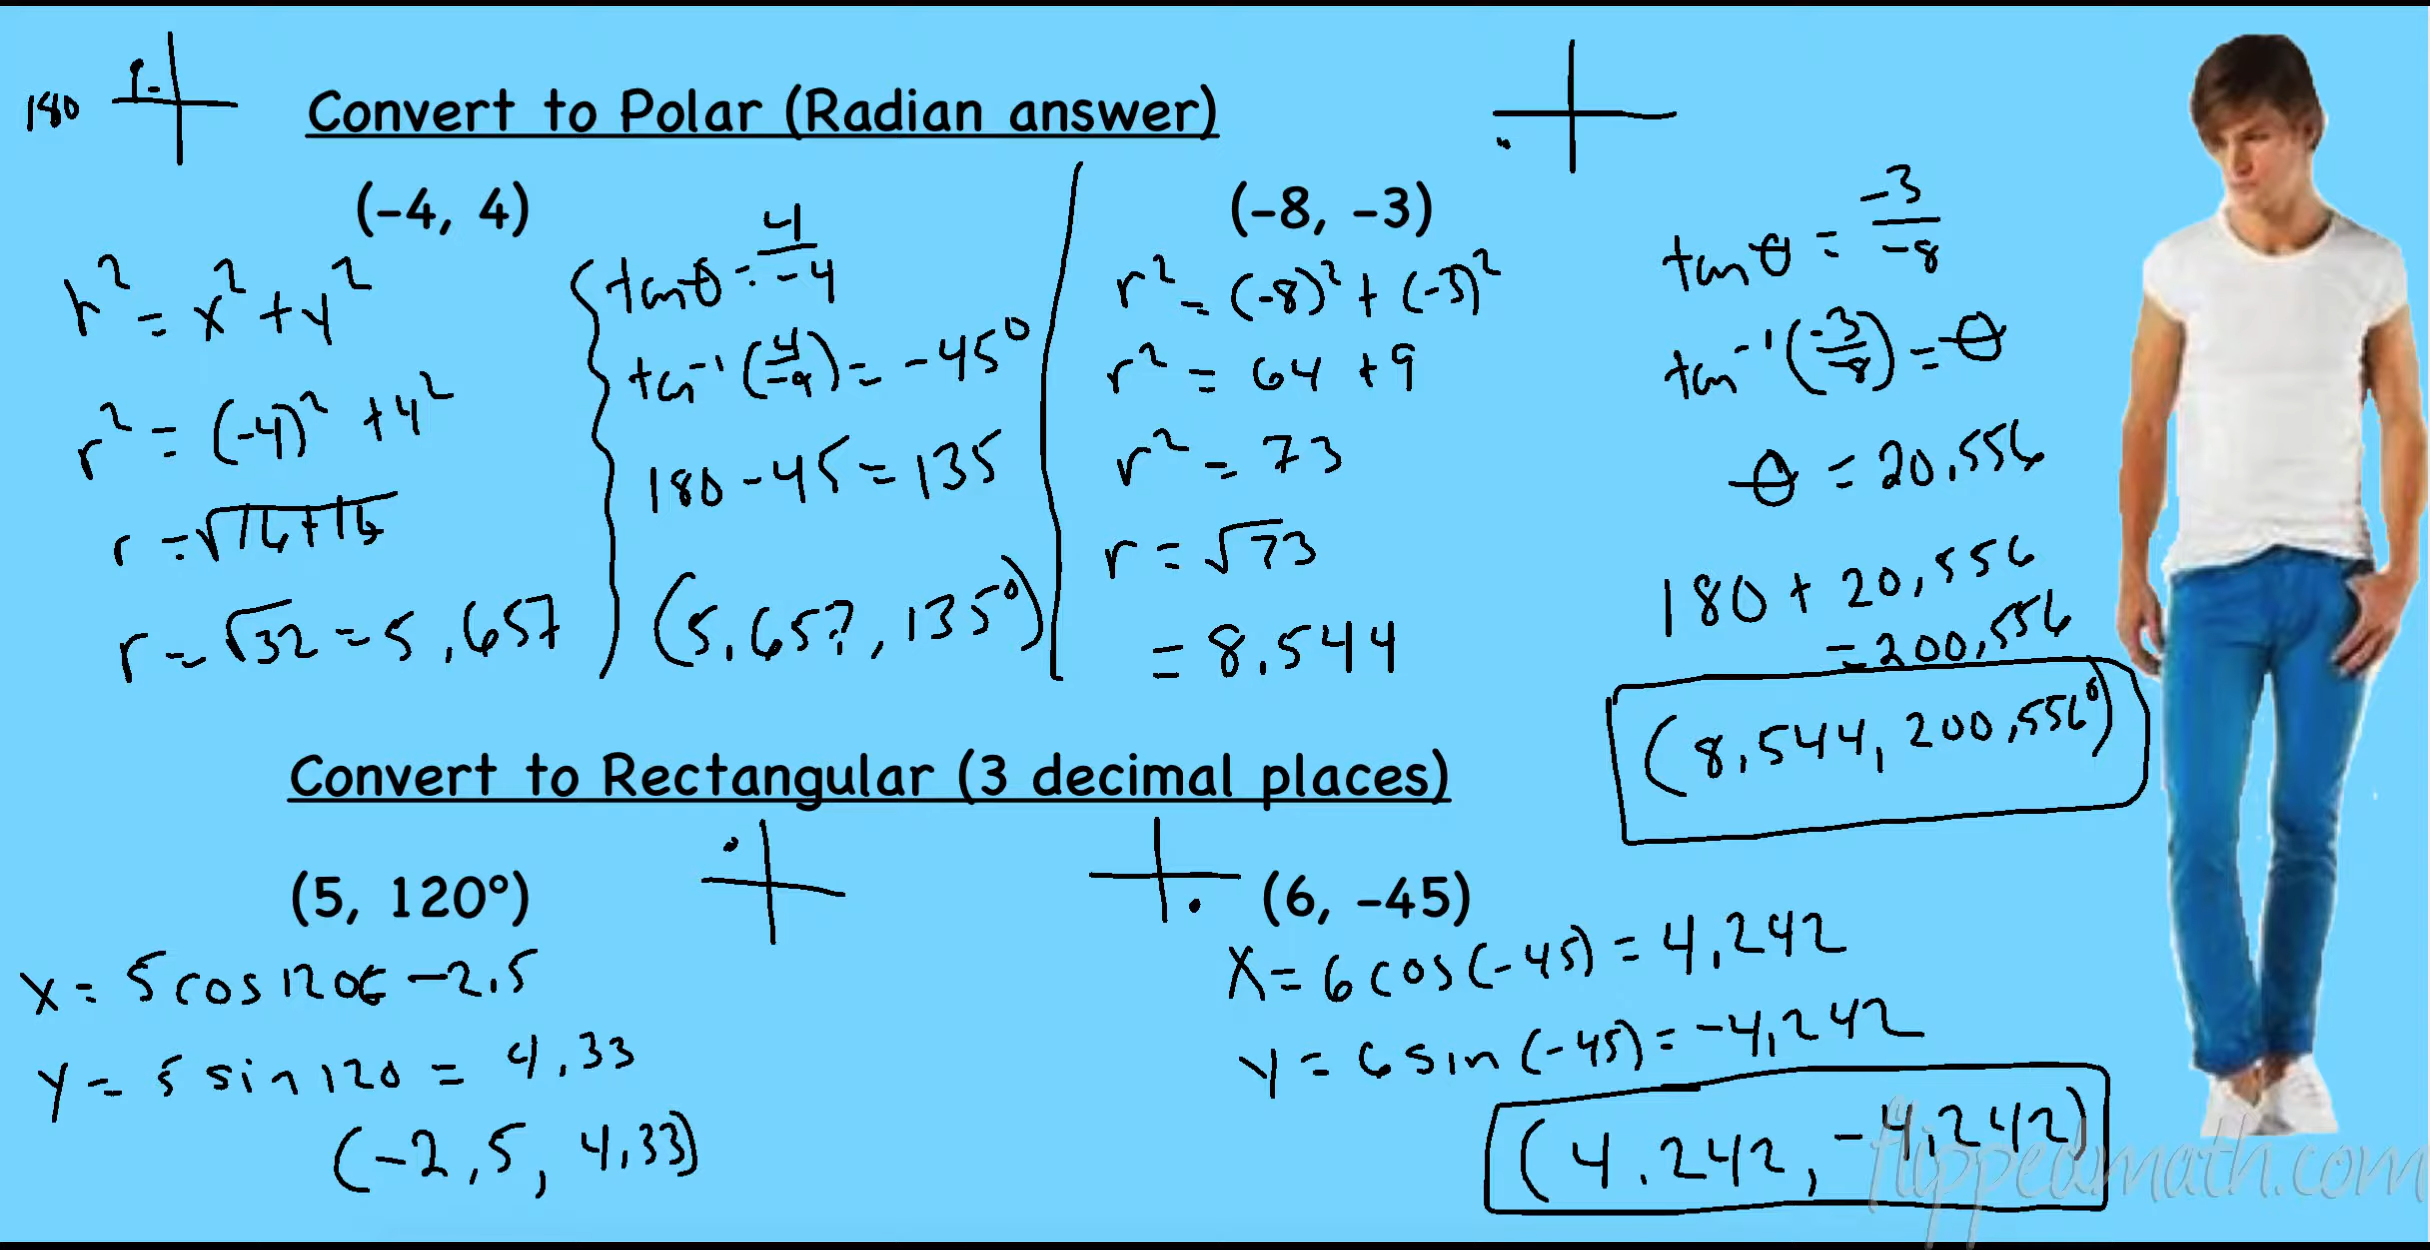 180
Convert to Polar (Radian answer)
(-4, 4)
r² = x² + y²
r² = (-4)² + 4²
r = √16+16
r = √32 = 5.657
tanθ = 4/-4
tan⁻¹(4/-4) = -45°
180 - 45 = 135
(5.657, 135°)
(-8, -3)
r² = (-8)² + (-3)²
r² = 64 + 9
r² = 73
r = √73
= 8.544
tanθ = -3/-8
tan⁻¹(-3/-8) = θ
θ = 20.556
180 + 20.556
= 200.556
(8.544, 200.556°)
Convert to Rectangular (3 decimal places)
(5, 120°)
x = 5cos120 = -2.5
y = 5 sin 120 = 4.33
(-2.5, 4.33)
(6, -45)
x = 6cos(-45) = 4.242
y = 6sin(-45) = -4.242
(4.242, -4.242)
flippedmath.com